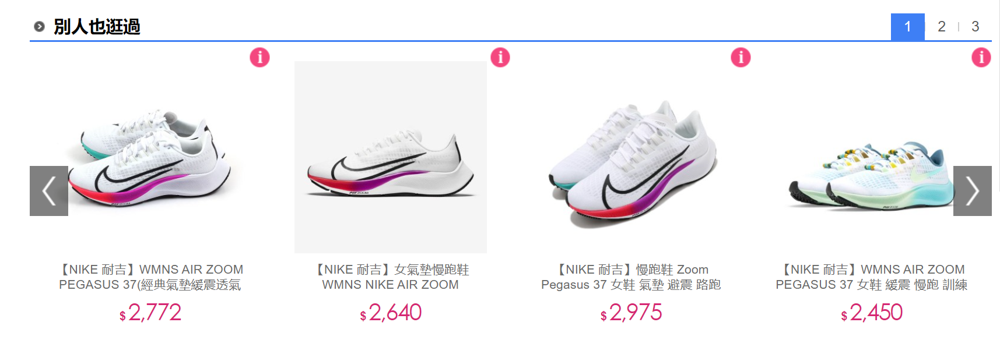 別人也逛過
1 2 3
【NIKE 耐吉】WMNS AIR ZOOM
PEGASUS 37(經典氣墊緩震透氣
$2,772
【NIKE 耐吉】女氣墊慢跑鞋
WMNS NIKE AIR ZOOM
$2,640
【NIKE 耐吉】慢跑鞋 Zoom
Pegasus 37 女鞋 氣墊 避震 路跑
$2,975
【NIKE 耐吉】WMNS AIR ZOOM
PEGASUS 37 女鞋 緩震 慢跑 訓練
$2,450